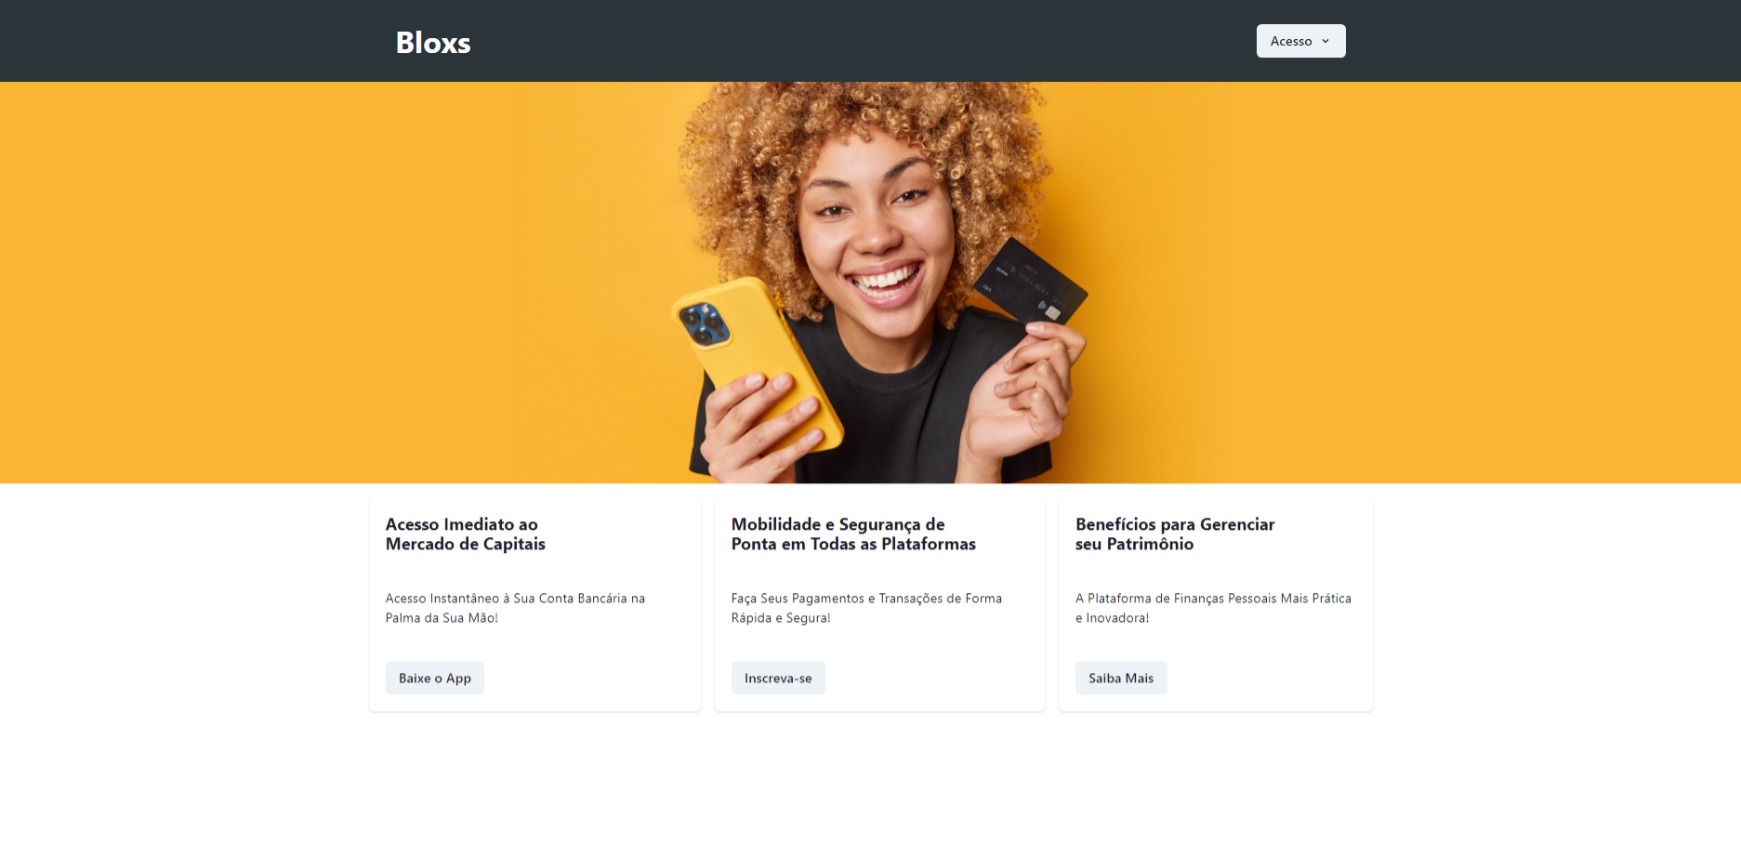 Bloxs
Acesso
Acesso Imediato ao
Mercado de Capitais
Acesso Instantâneo à Sua Conta Bancária na
Palma da Sua Mão!
Baixe o App
Mobilidade e Segurança de
Ponta em Todas as Plataformas
Faça Seus Pagamentos e Transações de Forma
Rápida e Segura!
Inscreva-se
Benefícios para Gerenciar
seu Patrimônio
A Plataforma de Finanças Pessoais Mais Prática
e Inovadora!
Saiba Mais